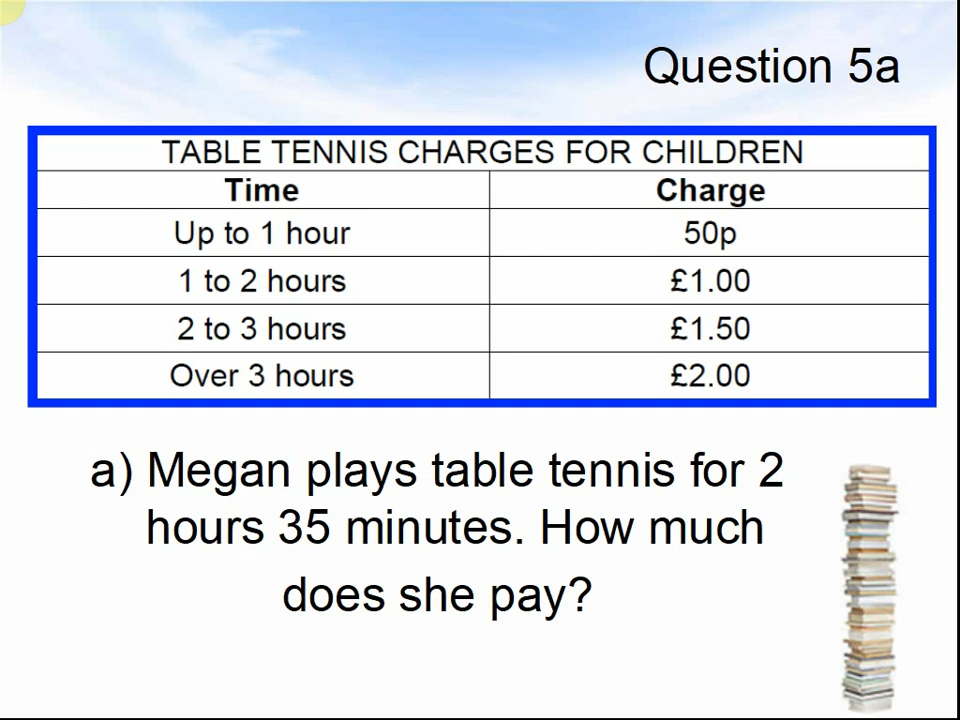 Question 5a
TABLE TENNIS CHARGES FOR CHILDREN
Time Charge
Up to 1 hour 50p
1 to 2 hours £1.00
2 to 3 hours £1.50
Over 3 hours £2.00
a) Megan plays table tennis for 2
hours 35 minutes. How much
does she pay?